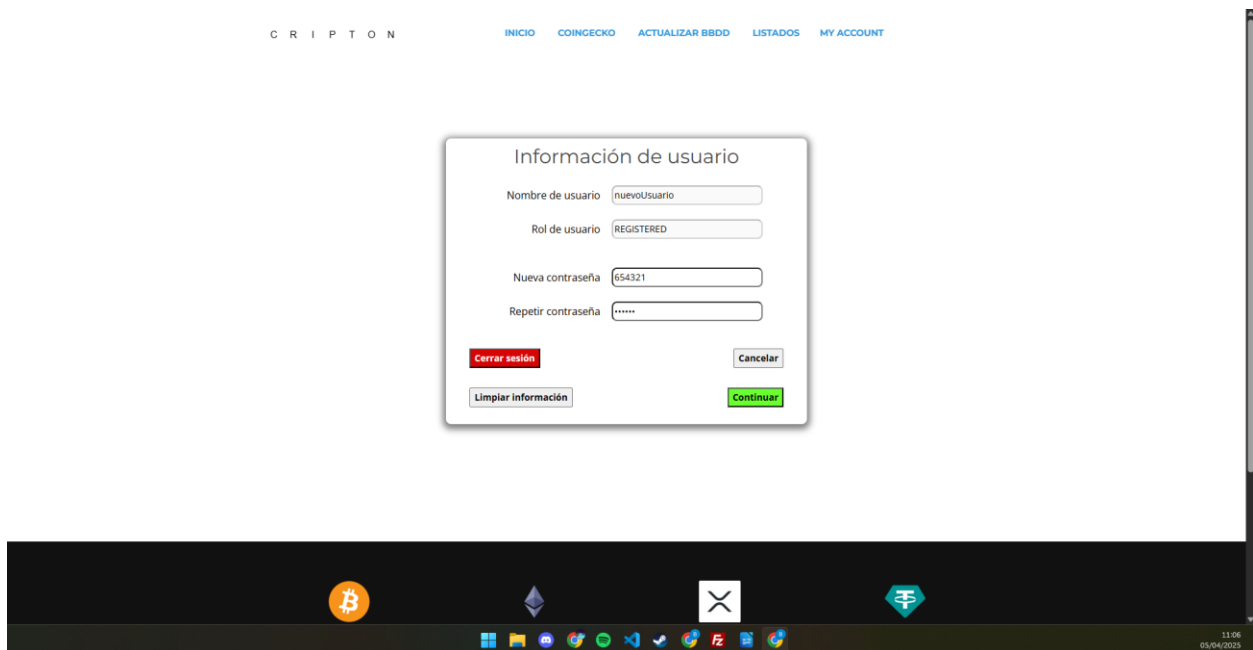 CRIPTON INICIO COINGECKO ACTUALIZAR BBDD LISTADOS MY ACCOUNT
Información de usuario
Nombre de usuario nuevoUsuario
Rol de usuario REGISTERED
Nueva contraseña 654321
Repetir contraseña ••••••
Cerrar sesión Cancelar
Limpiar información Continuar
11:06
05/04/2025